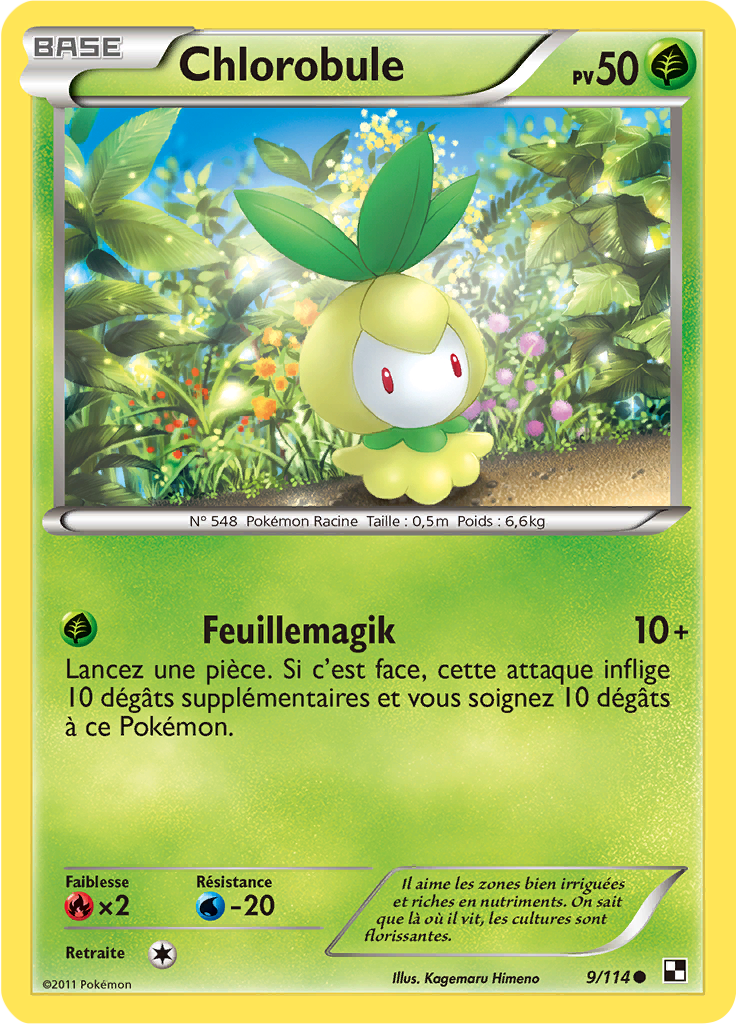 BASE
Chlorobule
PV50
N° 548 Pokémon Racine Taille : 0,5m Poids : 6,6kg
Feuillemagik 10+
Lancez une pièce. Si c'est face, cette attaque inflige
10 dégâts supplémentaires et vous soignez 10 dégâts
à ce Pokémon.
Faiblesse
×2
Résistance
-20
Retraite
Il aime les zones bien irriguées
et riches en nutriments. On sait
que là où il vit, les cultures sont
florissantes.
©2011 Pokémon
Illus. Kagemaru Himeno
9/114